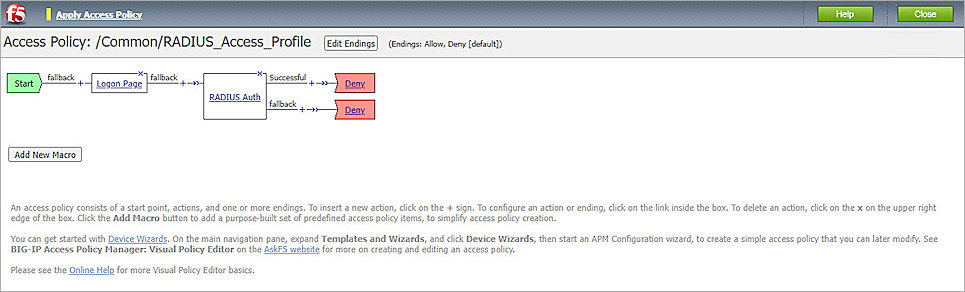 f5 Apply Access Policy Help Close
Access Policy: /Common/RADIUS_Access_Profile Edit Endings (Endings: Allow, Deny [default])
Start fallback + Logon Page x fallback + RADIUS Auth x Successful + Deny
fallback + Deny
Add New Macro
An access policy consists of a start point, actions, and one or more endings. To insert a new action, click on the + sign. To configure an action or ending, click on the link inside the box. To delete an action, click on the x on the upper right
edge of the box. Click the Add Macro button to add a purpose-built set of predefined access policy items, to simplify access policy creation.
You can get started with Device Wizards. On the main navigation pane, expand Templates and Wizards, and click Device Wizards, then start an APM Configuration wizard, to create a simple access policy that you can later modify. See
BIG-IP Access Policy Manager: Visual Policy Editor on the AskF5 website for more on creating and editing an access policy.
Please see the Online Help for more Visual Policy Editor basics.